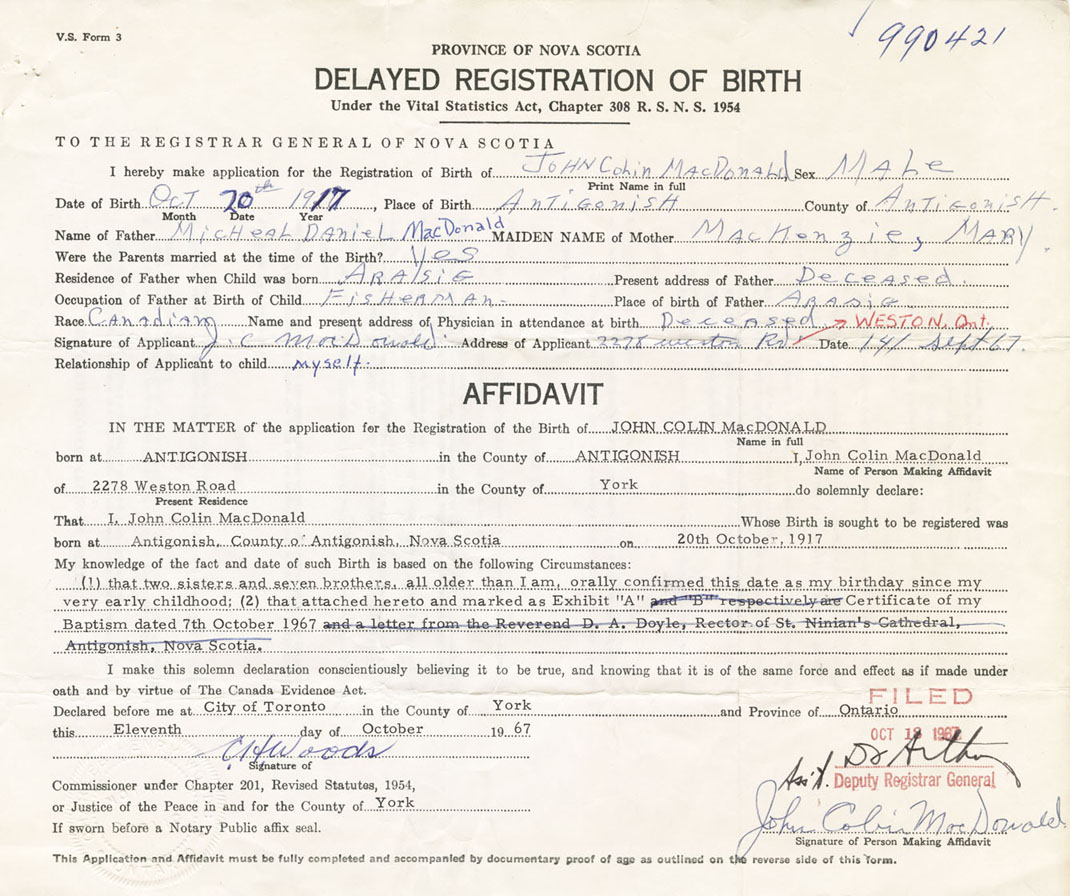 V.S. Form 3
990421
PROVINCE OF NOVA SCOTIA
DELAYED REGISTRATION OF BIRTH
Under the Vital Statistics Act, Chapter 308 R. S. N. S. 1954
TO THE REGISTRAR GENERAL OF NOVA SCOTIA
I hereby make application for the Registration of Birth of JOHN Colin MacDonald Sex Male
Print Name in full
Date of Birth Oct 20th 1917, Place of Birth ANTIGONISH County of ANTIGONISH.
Month Date Year
Name of Father MicHeal DANiel MacDonald MAIDEN NAME of Mother MacKenzie, MARY.
Were the Parents married at the time of the Birth? Yes
Residence of Father when Child was born ARASIE Present address of Father Deceased.
Occupation of Father at Birth of Child FisHerMAN- Place of birth of Father ARASIE
Race Canadian Name and present address of Physician in attendance at birth Deceased → WESTON, Ont.
Signature of Applicant J. C MacDonald. Address of Applicant 2278 weston Rd Date 14/ Sept 67.
Relationship of Applicant to child myself.
AFFIDAVIT
IN THE MATTER of the application for the Registration of the Birth of JOHN COLIN MacDONALD
Name in full
born at ANTIGONISH in the County of ANTIGONISH I, John Colin MacDonald
Name of Person Making Affidavit
of 2278 Weston Road in the County of York do solemnly declare:
Present Residence
That I, John Colin MacDonald Whose Birth is sought to be registered was
born at Antigonish, County o' Antigonish, Nova Scotia on 20th October, 1917
My knowledge of the fact and date of such Birth is based on the following Circumstances:
(1) that two sisters and seven brothers, all older than I am, orally confirmed this date as my birthday since my
very early childhood; (2) that attached hereto and marked as Exhibit "A" and "B" respectively are Certificate of my
Baptism dated 7th October 1967 and a letter from the Reverend D. A. Doyle, Rector of St. Ninian's Cathedral,
Antigonish, Nova Scotia.
I make this solemn declaration conscientiously believing it to be true, and knowing that it is of the same force and effect as if made under
oath and by virtue of The Canada Evidence Act.
FILED
Declared before me at City of Toronto in the County of York and Province of Ontario
this Eleventh day of October 1967
OCT 18 1967
C H Woods
Signature of
Ass't. Deputy Registrar General
Commissioner under Chapter 201, Revised Statutes, 1954,
or Justice of the Peace in and for the County of York
John Colin MacDonald
If sworn before a Notary Public affix seal.
Signature of Person Making Affidavit
This Application and Affidavit must be fully completed and accompanied by documentary proof of age as outlined on the reverse side of this form.